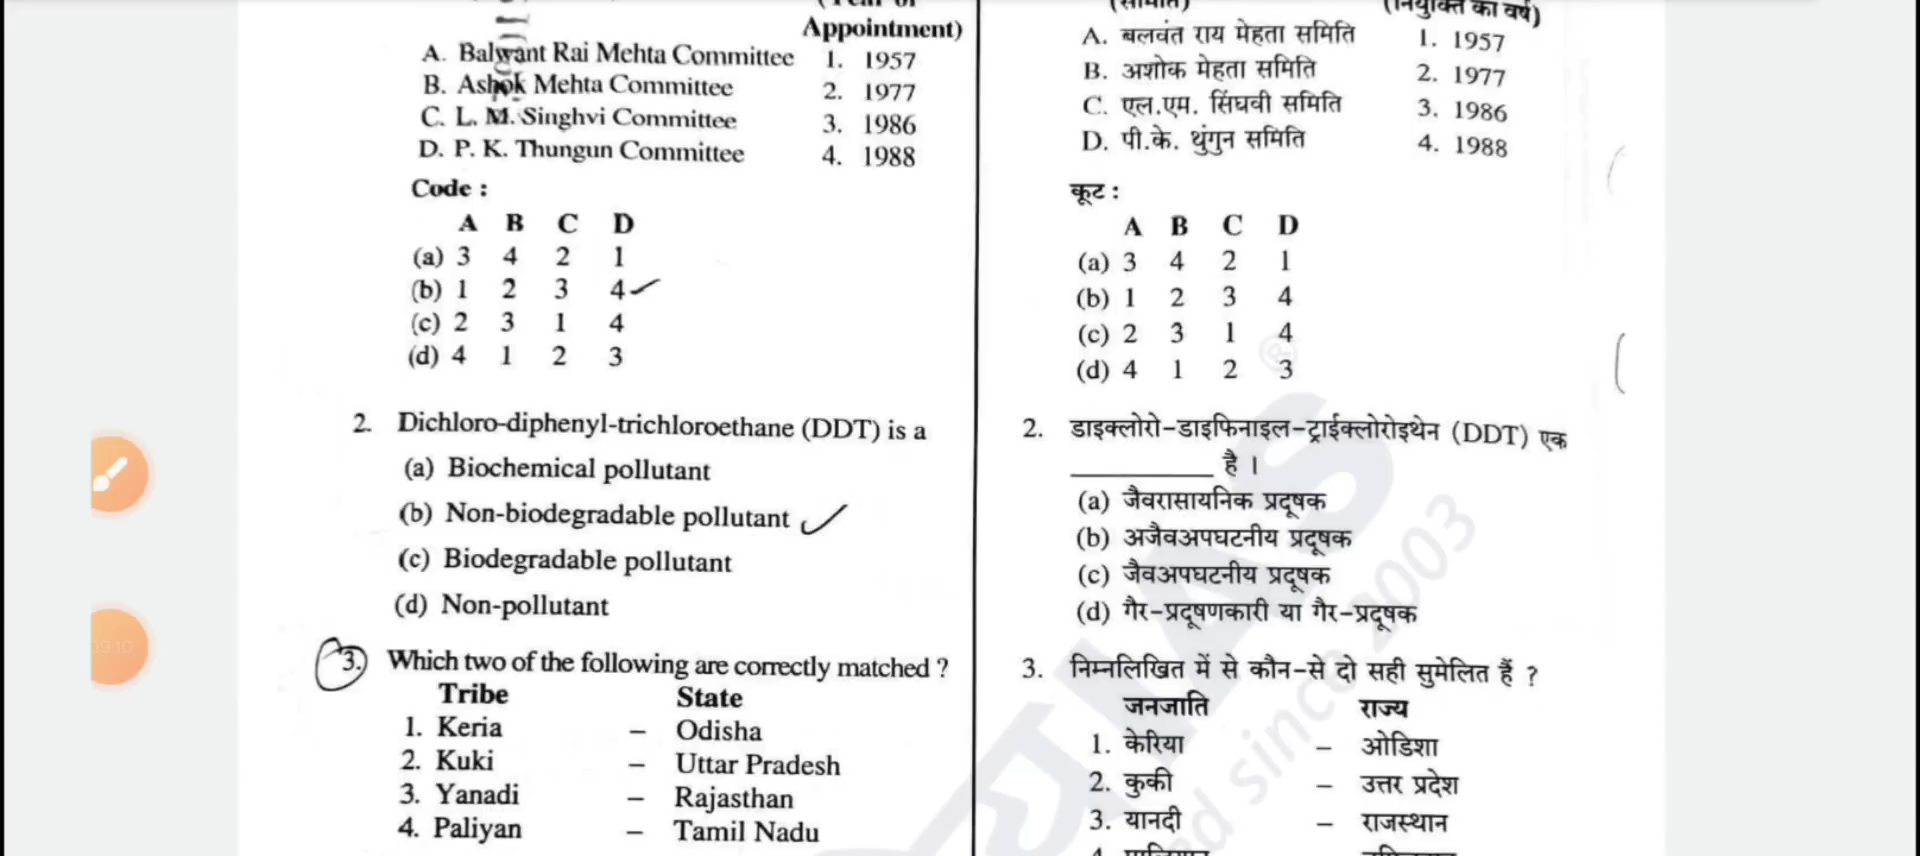 Appointment)
A. Balwant Rai Mehta Committee 1. 1957
B. Ashok Mehta Committee 2. 1977
C. L. M. Singhvi Committee 3. 1986
D. P. K. Thungun Committee 4. 1988
Code :
A B C D
(a) 3 4 2 1
(b) 1 2 3 4
(c) 2 3 1 4
(d) 4 1 2 3
2. Dichloro-diphenyl-trichloroethane (DDT) is a
(a) Biochemical pollutant
(b) Non-biodegradable pollutant
(c) Biodegradable pollutant
(d) Non-pollutant
3. Which two of the following are correctly matched ?
Tribe State
1. Keria – Odisha
2. Kuki – Uttar Pradesh
3. Yanadi – Rajasthan
4. Paliyan – Tamil Nadu
(नियुक्ति का वर्ष)
A. बलवंत राय मेहता समिति 1. 1957
B. अशोक मेहता समिति 2. 1977
C. एल.एम. सिंघवी समिति 3. 1986
D. पी.के. थुंगुन समिति 4. 1988
कूट :
A B C D
(a) 3 4 2 1
(b) 1 2 3 4
(c) 2 3 1 4
(d) 4 1 2 3
2. डाइक्लोरो-डाइफिनाइल-ट्राईक्लोरोइथेन (DDT) एक
__________ है ।
(a) जैवरासायनिक प्रदूषक
(b) अजैवअपघटनीय प्रदूषक
(c) जैवअपघटनीय प्रदूषक
(d) गैर-प्रदूषणकारी या गैर-प्रदूषक
3. निम्नलिखित में से कौन-से दो सही सुमेलित हैं ?
जनजाति राज्य
1. केरिया – ओडिशा
2. कुकी – उत्तर प्रदेश
3. यानदी – राजस्थान
IAS
since 2003
®
09:10